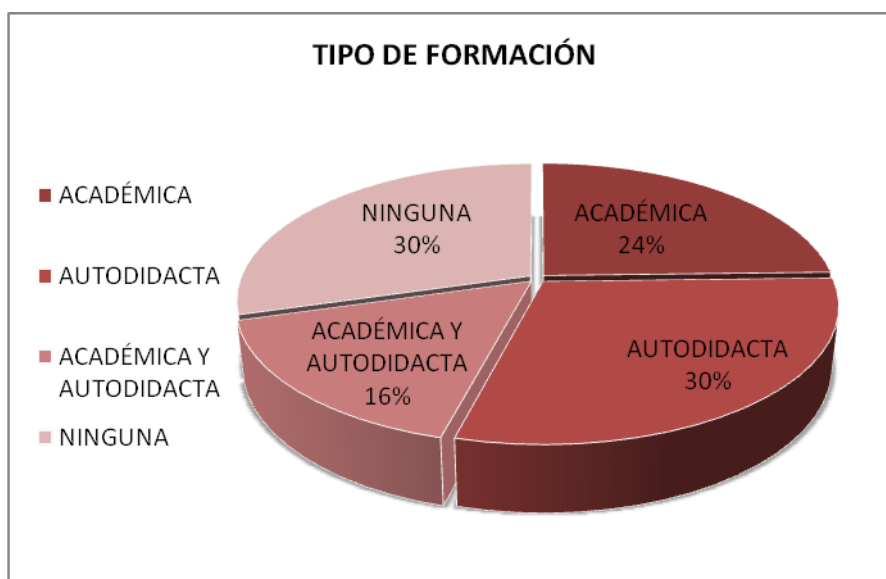 TIPO DE FORMACIÓN
ACADÉMICA
AUTODIDACTA
ACADÉMICA Y
AUTODIDACTA
NINGUNA
NINGUNA
30%
ACADÉMICA
24%
ACADÉMICA Y
AUTODIDACTA
16%
AUTODIDACTA
30%